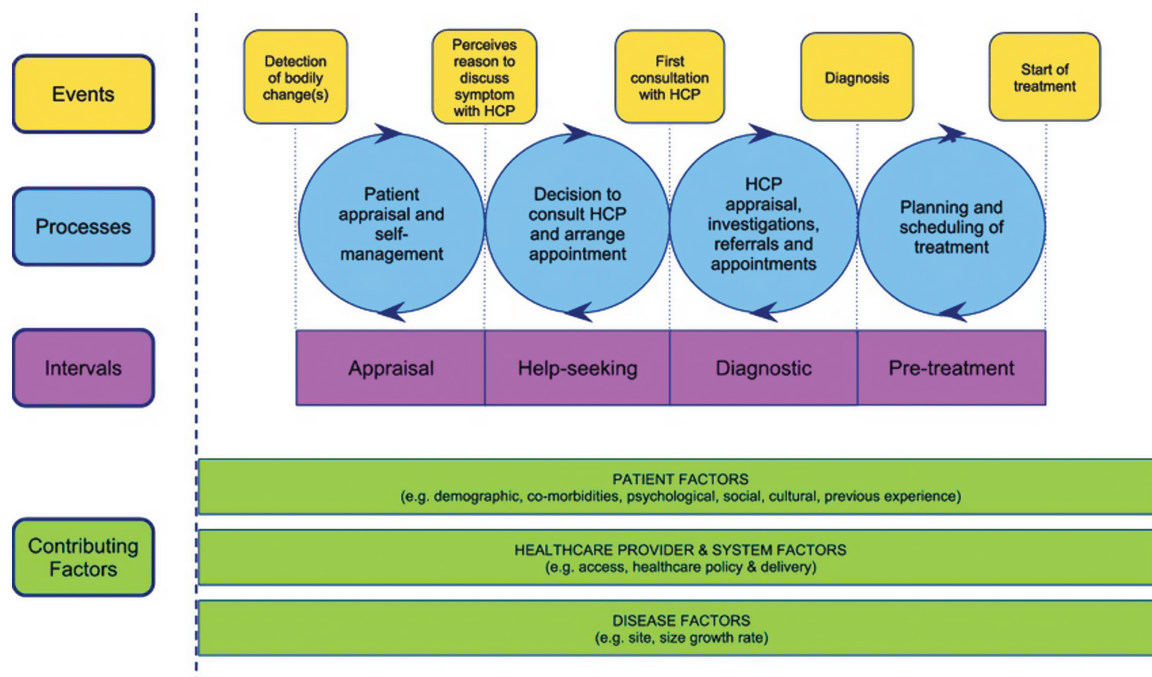 Events
Detection
of bodily
change(s)
Perceives
reason to
discuss
symptom
with HCP
First
consultation
with HCP
Diagnosis
Start of
treatment
Processes
Patient
appraisal and
self-
management
Decision to
consult HCP
and arrange
appointment
HCP
appraisal,
investigations,
referrals and
appointments
Planning and
scheduling of
treatment
Intervals
Appraisal
Help-seeking
Diagnostic
Pre-treatment
Contributing
Factors
PATIENT FACTORS
(e.g. demographic, co-morbidities, psychological, social, cultural, previous experience)
HEALTHCARE PROVIDER & SYSTEM FACTORS
(e.g. access, healthcare policy & delivery)
DISEASE FACTORS
(e.g. site, size growth rate)